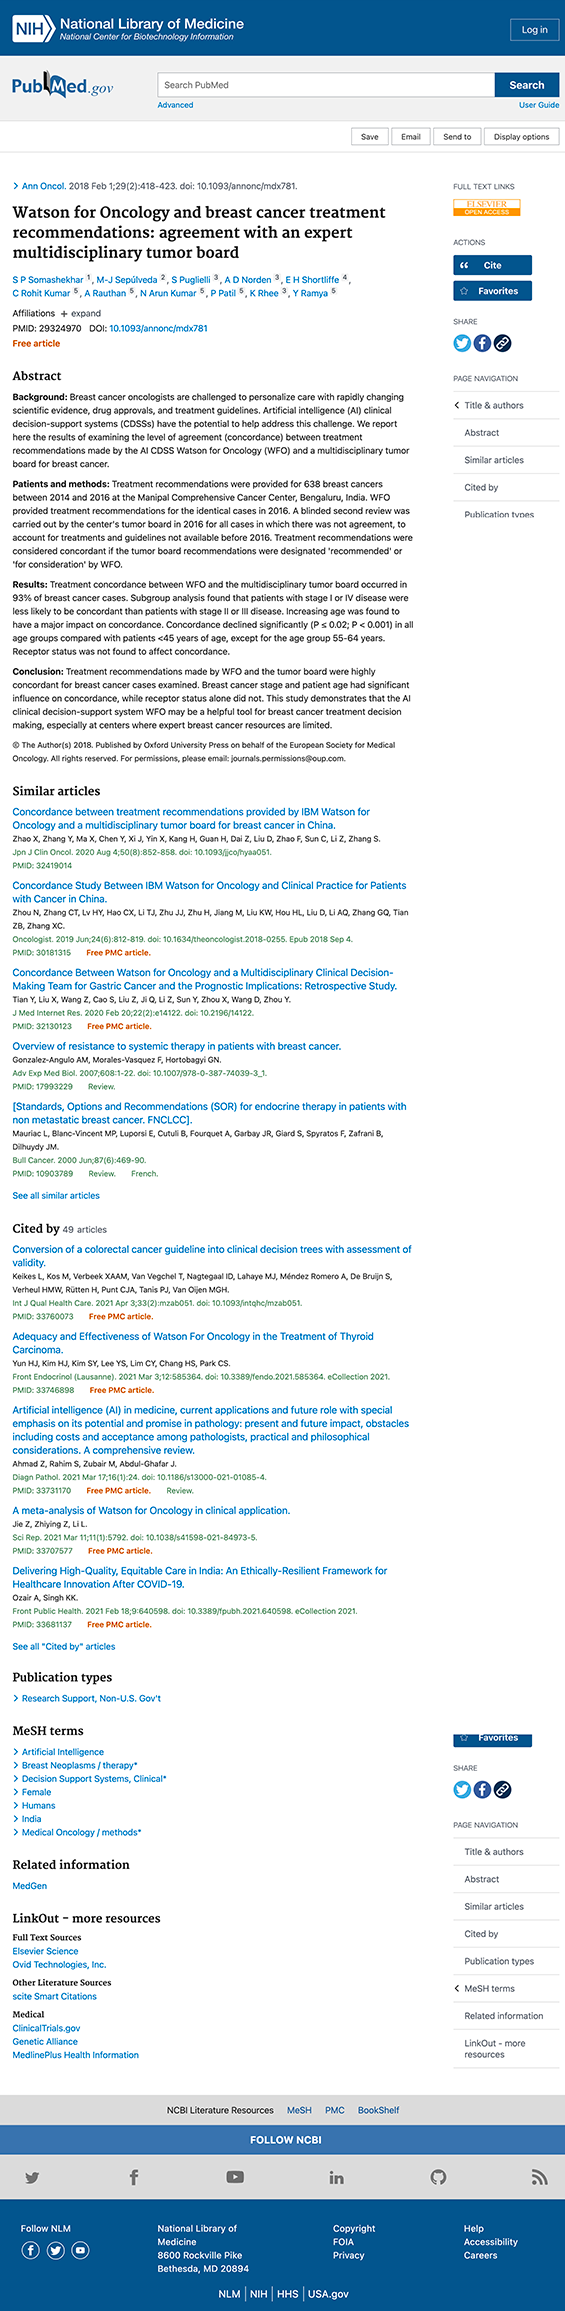 NIH National Library of Medicine
National Center for Biotechnology Information
Log in
PubMed.gov
Search PubMed
Search
Advanced
User Guide
Save
Email
Send to
Display options
Ann Oncol. 2018 Feb 1;29(2):418-423. doi: 10.1093/annonc/mdx781.
Watson for Oncology and breast cancer treatment
recommendations: agreement with an expert
multidisciplinary tumor board
S P Somashekhar 1, M-J Sepúlveda 2, S Puglielli 3, A D Norden 3, E H Shortliffe 4,
C Rohit Kumar 5, A Rauthan 5, N Arun Kumar 5, P Patil 5, K Rhee 3, Y Ramya 5
Affiliations + expand
PMID: 29324970 DOI: 10.1093/annonc/mdx781
Free article
Abstract
Background: Breast cancer oncologists are challenged to personalize care with rapidly changing
scientific evidence, drug approvals, and treatment guidelines. Artificial intelligence (AI) clinical
decision-support systems (CDSSs) have the potential to help address this challenge. We report
here the results of examining the level of agreement (concordance) between treatment
recommendations made by the AI CDSS Watson for Oncology (WFO) and a multidisciplinary tumor
board for breast cancer.
Patients and methods: Treatment recommendations were provided for 638 breast cancers
between 2014 and 2016 at the Manipal Comprehensive Cancer Center, Bengaluru, India. WFO
provided treatment recommendations for the identical cases in 2016. A blinded second review was
carried out by the center's tumor board in 2016 for all cases in which there was not agreement, to
account for treatments and guidelines not available before 2016. Treatment recommendations were
considered concordant if the tumor board recommendations were designated 'recommended' or
'for consideration' by WFO.
Results: Treatment concordance between WFO and the multidisciplinary tumor board occurred in
93% of breast cancer cases. Subgroup analysis found that patients with stage I or IV disease were
less likely to be concordant than patients with stage II or III disease. Increasing age was found to
have a major impact on concordance. Concordance declined significantly (P ≤ 0.02; P < 0.001) in all
age groups compared with patients <45 years of age, except for the age group 55-64 years.
Receptor status was not found to affect concordance.
Conclusion: Treatment recommendations made by WFO and the tumor board were highly
concordant for breast cancer cases examined. Breast cancer stage and patient age had significant
influence on concordance, while receptor status alone did not. This study demonstrates that the AI
clinical decision-support system WFO may be a helpful tool for breast cancer treatment decision
making, especially at centers where expert breast cancer resources are limited.
© The Author(s) 2018. Published by Oxford University Press on behalf of the European Society for Medical
Oncology. All rights reserved. For permissions, please email: journals.permissions@oup.com.
FULL TEXT LINKS
ELSEVIER
OPEN ACCESS
ACTIONS
Cite
Favorites
SHARE
PAGE NAVIGATION
Title & authors
Abstract
Similar articles
Cited by
Publication types
Similar articles
Concordance between treatment recommendations provided by IBM Watson for
Oncology and a multidisciplinary tumor board for breast cancer in China.
Zhao X, Zhang Y, Ma X, Chen Y, Xi J, Yin X, Kang H, Guan H, Dai Z, Liu D, Zhao F, Sun C, Li Z, Zhang S.
Jpn J Clin Oncol. 2020 Aug 4;50(8):852-858. doi: 10.1093/jjco/hyaa051.
PMID: 32419014
Concordance Study Between IBM Watson for Oncology and Clinical Practice for Patients
with Cancer in China.
Zhou N, Zhang CT, Lv HY, Hao CX, Li TJ, Zhu JJ, Zhu H, Jiang M, Liu KW, Hou HL, Liu D, Li AQ, Zhang GQ, Tian
ZB, Zhang XC.
Oncologist. 2019 Jun;24(6):812-819. doi: 10.1634/theoncologist.2018-0255. Epub 2018 Sep 4.
PMID: 30181315 Free PMC article.
Concordance Between Watson for Oncology and a Multidisciplinary Clinical Decision-
Making Team for Gastric Cancer and the Prognostic Implications: Retrospective Study.
Tian Y, Liu X, Wang Z, Cao S, Liu Z, Ji Q, Li Z, Sun Y, Zhou X, Wang D, Zhou Y.
J Med Internet Res. 2020 Feb 20;22(2):e14122. doi: 10.2196/14122.
PMID: 32130123 Free PMC article.
Overview of resistance to systemic therapy in patients with breast cancer.
Gonzalez-Angulo AM, Morales-Vasquez F, Hortobagyi GN.
Adv Exp Med Biol. 2007;608:1-22. doi: 10.1007/978-0-387-74039-3_1.
PMID: 17993229 Review.
[Standards, Options and Recommendations (SOR) for endocrine therapy in patients with
non metastatic breast cancer. FNCLCC].
Mauriac L, Blanc-Vincent MP, Luporsi E, Cutuli B, Fourquet A, Garbay JR, Giard S, Spyratos F, Zafrani B,
Dilhuydy JM.
Bull Cancer. 2000 Jun;87(6):469-90.
PMID: 10903789 Review. French.
See all similar articles
Cited by 49 articles
Conversion of a colorectal cancer guideline into clinical decision trees with assessment of
validity.
Keikes L, Kos M, Verbeek XAAM, Van Vegchel T, Nagtegaal ID, Lahaye MJ, Méndez Romero A, De Bruijn S,
Verheul HMW, Rütten H, Punt CJA, Tanis PJ, Van Oijen MGH.
Int J Qual Health Care. 2021 Apr 3;33(2):mzab051. doi: 10.1093/intqhc/mzab051.
PMID: 33760073 Free PMC article.
Adequacy and Effectiveness of Watson For Oncology in the Treatment of Thyroid
Carcinoma.
Yun HJ, Kim HJ, Kim SY, Lee YS, Lim CY, Chang HS, Park CS.
Front Endocrinol (Lausanne). 2021 Mar 3;12:585364. doi: 10.3389/fendo.2021.585364. eCollection 2021.
PMID: 33746898 Free PMC article.
Artificial intelligence (AI) in medicine, current applications and future role with special
emphasis on its potential and promise in pathology: present and future impact, obstacles
including costs and acceptance among pathologists, practical and philosophical
considerations. A comprehensive review.
Ahmad Z, Rahim S, Zubair M, Abdul-Ghafar J.
Diagn Pathol. 2021 Mar 17;16(1):24. doi: 10.1186/s13000-021-01085-4.
PMID: 33731170 Free PMC article. Review.
A meta-analysis of Watson for Oncology in clinical application.
Jie Z, Zhiying Z, Li L.
Sci Rep. 2021 Mar 11;11(1):5792. doi: 10.1038/s41598-021-84973-5.
PMID: 33707577 Free PMC article.
Delivering High-Quality, Equitable Care in India: An Ethically-Resilient Framework for
Healthcare Innovation After COVID-19.
Ozair A, Singh KK.
Front Public Health. 2021 Feb 18;9:640598. doi: 10.3389/fpubh.2021.640598. eCollection 2021.
PMID: 33681137 Free PMC article.
See all "Cited by" articles
Publication types
Research Support, Non-U.S. Gov't
MeSH terms
Artificial Intelligence
Breast Neoplasms / therapy*
Decision Support Systems, Clinical*
Female
Humans
India
Medical Oncology / methods*
Related information
MedGen
LinkOut - more resources
Full Text Sources
Elsevier Science
Ovid Technologies, Inc.
Other Literature Sources
scite Smart Citations
Medical
ClinicalTrials.gov
Genetic Alliance
MedlinePlus Health Information
Favorites
SHARE
PAGE NAVIGATION
Title & authors
Abstract
Similar articles
Cited by
Publication types
MeSH terms
Related information
LinkOut - more
resources
NCBI Literature Resources MeSH PMC BookShelf
FOLLOW NCBI
Follow NLM
National Library of
Medicine
8600 Rockville Pike
Bethesda, MD 20894
Copyright
FOIA
Privacy
Help
Accessibility
Careers
NLM | NIH | HHS | USA.gov